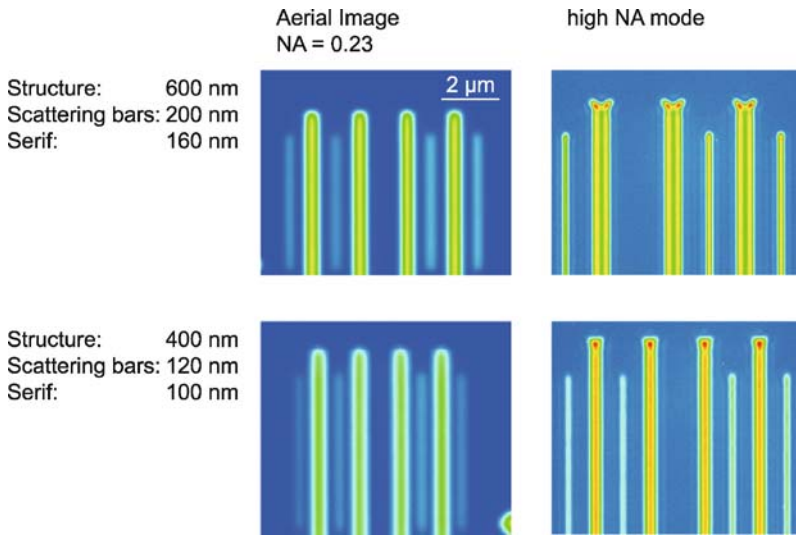 Aerial Image
NA = 0.23
high NA mode
Structure: 600 nm
Scattering bars: 200 nm
Serif: 160 nm
2 µm
Structure: 400 nm
Scattering bars: 120 nm
Serif: 100 nm